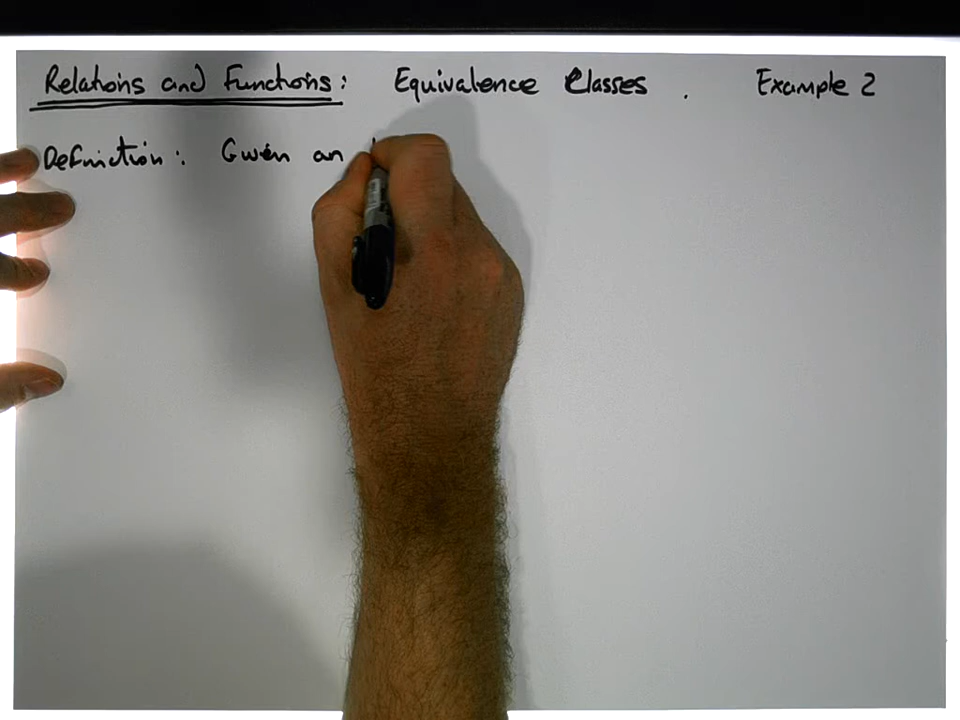 Relations and Functions: Equivalence Classes. Example 2
Definition: Given an